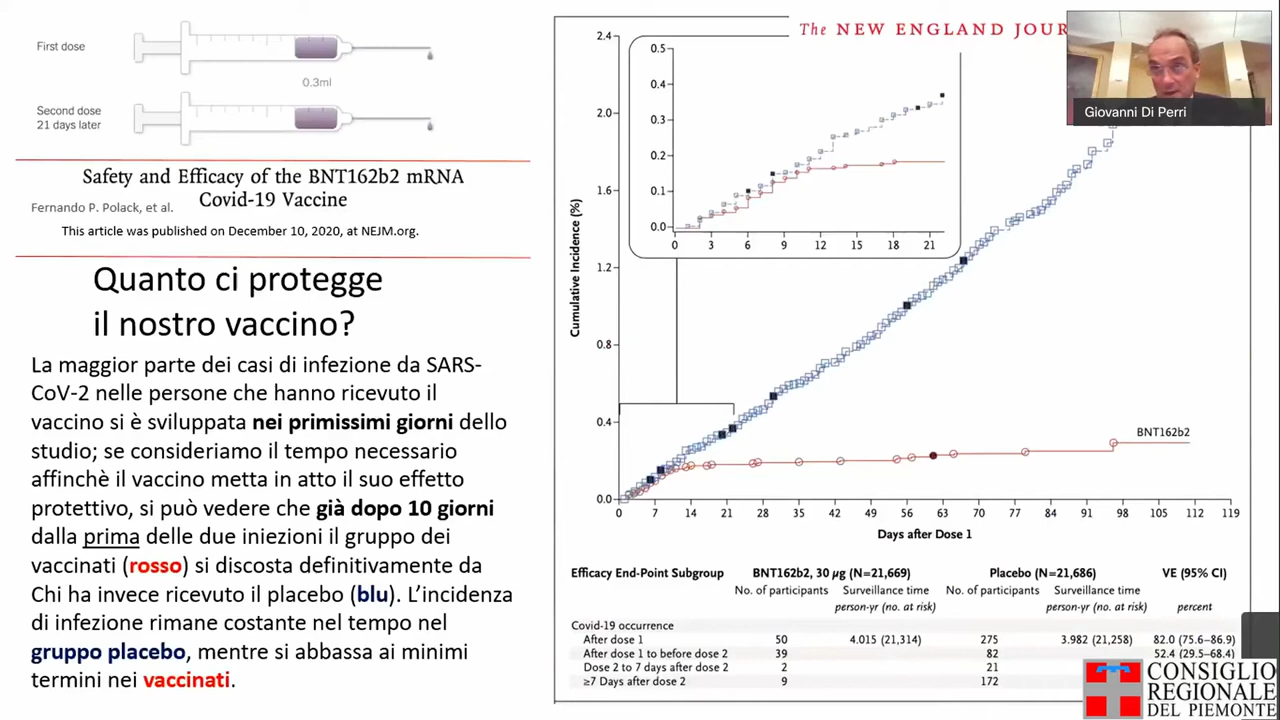 First dose
0.3ml
Second dose
21 days later
Safety and Efficacy of the BNT162b2 mRNA
Covid-19 Vaccine
Fernando P. Polack, et al.
This article was published on December 10, 2020, at NEJM.org.
Quanto ci protegge
il nostro vaccino?
La maggior parte dei casi di infezione da SARS-
CoV-2 nelle persone che hanno ricevuto il
vaccino si è sviluppata nei primissimi giorni dello
studio; se consideriamo il tempo necessario
affinchè il vaccino metta in atto il suo effetto
protettivo, si può vedere che già dopo 10 giorni
dalla prima delle due iniezioni il gruppo dei
vaccinati (rosso) si discosta definitivamente da
Chi ha invece ricevuto il placebo (blu). L'incidenza
di infezione rimane costante nel tempo nel
gruppo placebo, mentre si abbassa ai minimi
termini nei vaccinati.
The NEW ENGLAND JOUR
Giovanni Di Perri
Cumulative Incidence (%)
2.4
2.0
1.6
1.2
0.8
0.4
0.0
0.5
0.4
0.3
0.2
0.1
0.0
0 3 6 9 12 15 18 21
BNT162b2
0 7 14 21 28 35 42 49 56 63 70 77 84 91 98 105 112 119
Days after Dose 1
Efficacy End-Point Subgroup BNT162b2, 30 μg (N=21,669) Placebo (N=21,686) VE (95% CI)
No. of participants Surveillance time No. of participants Surveillance time
person-yr (no. at risk) person-yr (no. at risk) percent
Covid-19 occurrence
After dose 1 50 4.015 (21,314) 275 3.982 (21,258) 82.0 (75.6–86.9)
After dose 1 to before dose 2 39 82 52.4 (29.5–68.4)
Dose 2 to 7 days after dose 2 2 21
≥7 Days after dose 2 9 172
CONSIGLIO
REGIONALE
DEL PIEMONTE